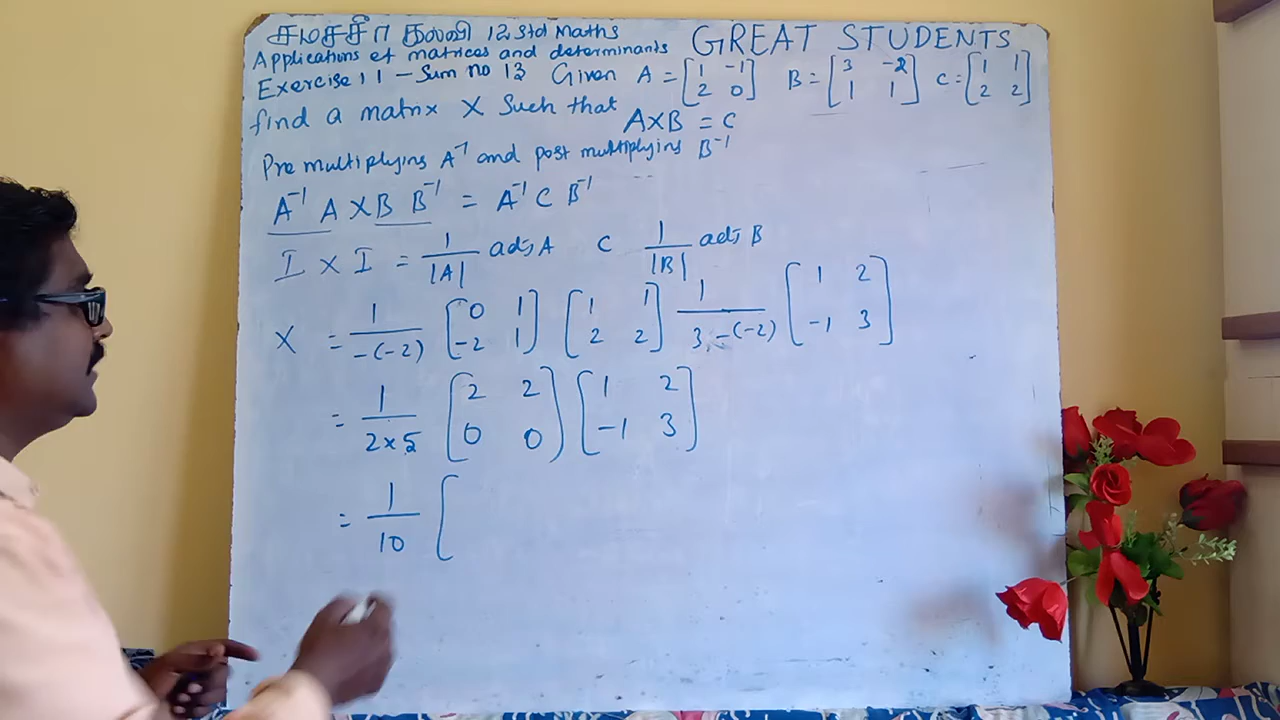 சமச்சீர் கல்வி 12 Std Maths GREAT STUDENTS
Applications of matrices and determinants
Exercise 1.1 - Sum no 13 Given A = [1 -1; 2 0] B = [3 -2; 1 1] C = [1 1; 2 2]
find a matrix X Such that
A X B = C
Pre multiplying A⁻¹ and post multiplying B⁻¹
A⁻¹ A X B B⁻¹ = A⁻¹ C B⁻¹
I X I = 1/|A| adj A C 1/|B| adj B
X = 1/-(-2) [0 1; -2 1] [1 1; 2 2] 1/3-(-2) [1 2; -1 3]
= 1/2×5 [2 2; 0 0] [1 2; -1 3]
= 1/10 [